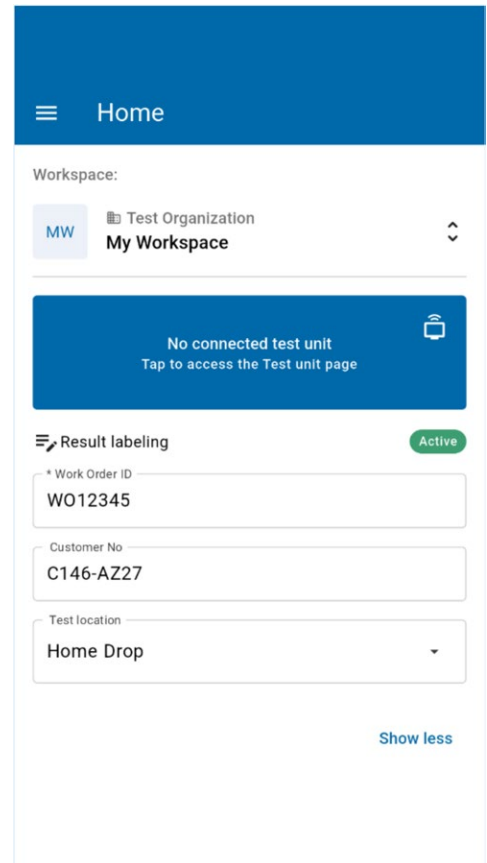 Home
Workspace:
MW
Test Organization
My Workspace
No connected test unit
Tap to access the Test unit page
Result labeling
Active
* Work Order ID
WO12345
Customer No
C146-AZ27
Test location
Home Drop
Show less